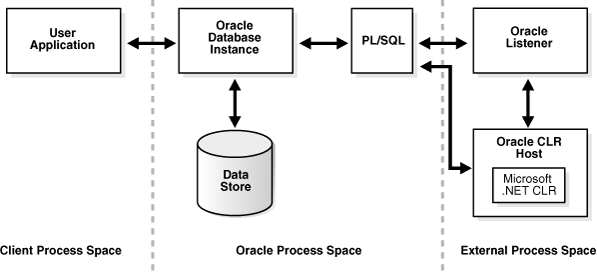 User
Application
Oracle
Database
Instance
PL/SQL
Oracle
Listener
Data
Store
Oracle CLR
Host
Microsoft
.NET CLR
Client Process Space
Oracle Process Space
External Process Space